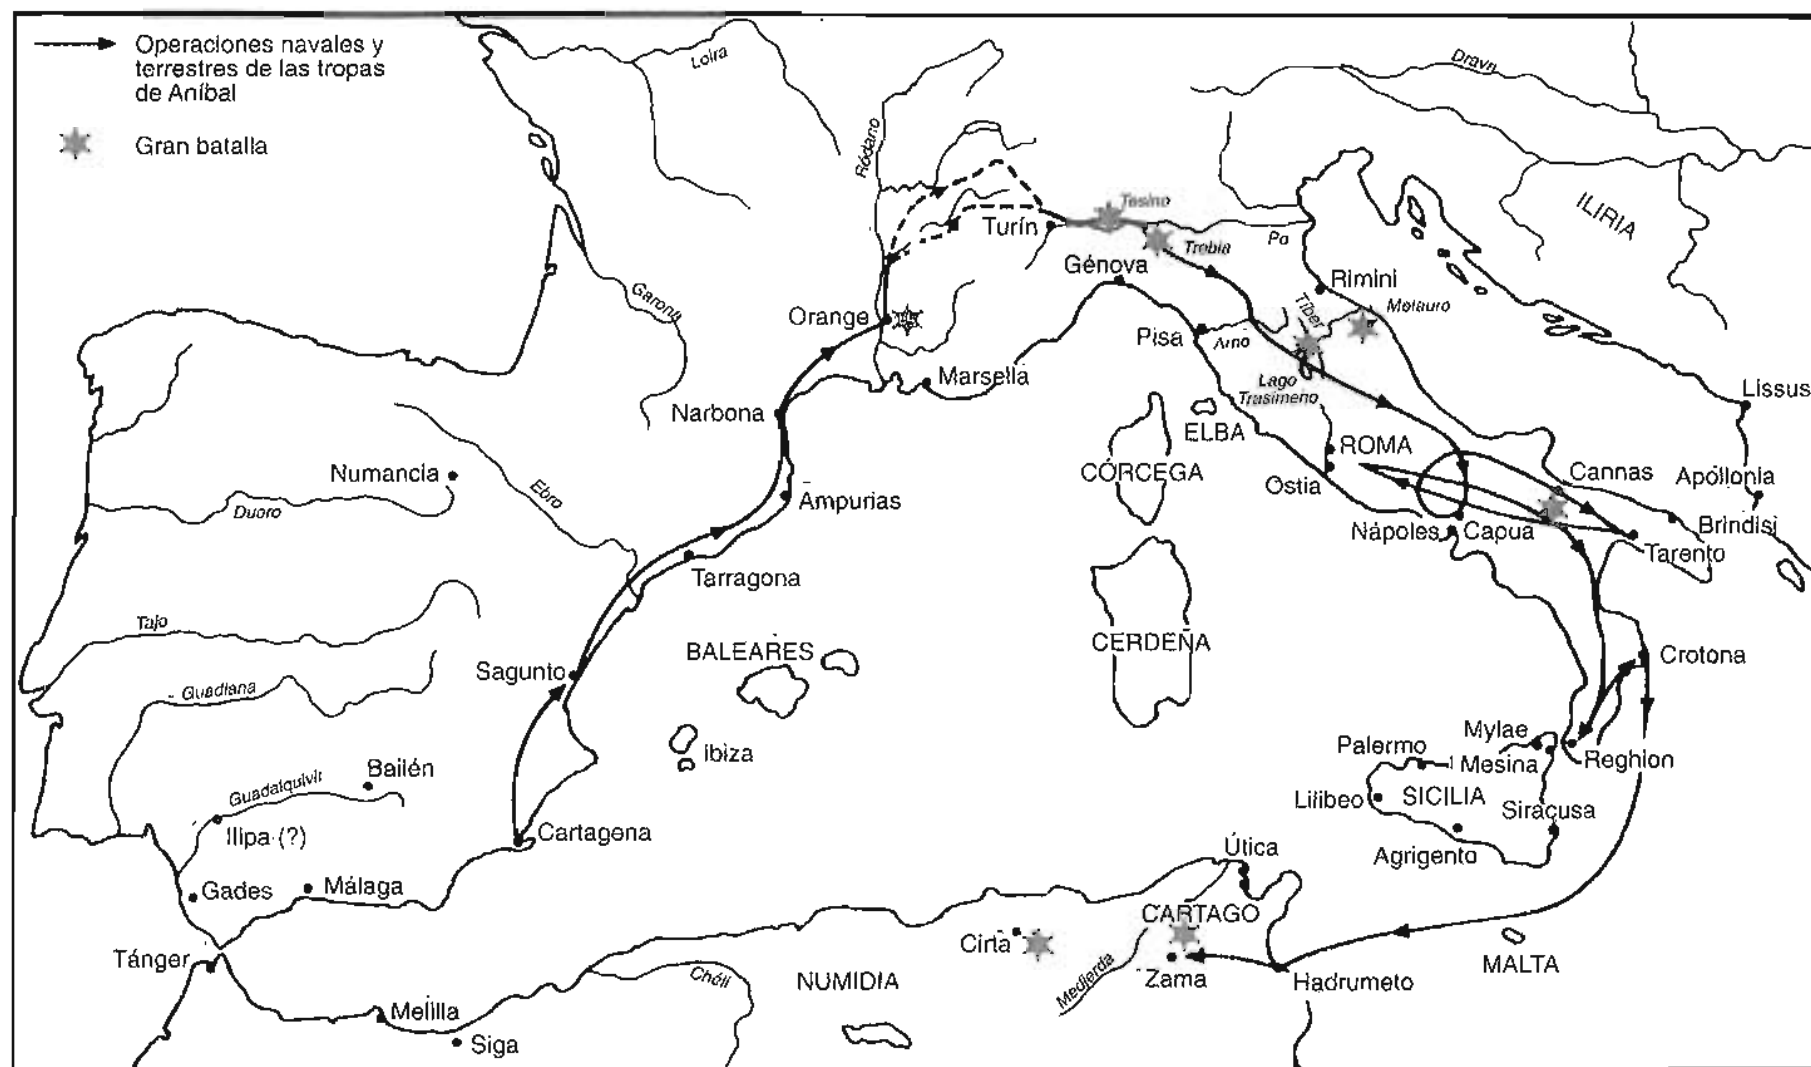 Operaciones navales y
terrestres de las tropas
de Aníbal
Gran batalla
Loira
Dravn
Ródano
ILIRIA
Tesino
Turín
Trebia
Po
Génova
Rimini
Garona
Metauro
Tíber
Orange
Pisa
Arno
Marsella
Lago
Trasimeno
Lissus
Narbona
ELBA
ROMA
CÓRCEGA
Cannas
Numancia
Ebro
Ampurias
Ostia
Apollonia
Duoro
Nápoles
Capua
Brindisi
Tarento
Tarragona
Tajo
BALEARES
CERDEÑA
Crotona
Sagunto
Guadiana
Ibiza
Mylae
Palermo
Mesina
Reghion
Bailén
Guadalquivir
Lilibeo
SICILIA
Siracusa
Ilipa (?)
Cartagena
Útica
Agrigento
Gades
Málaga
CARTAGO
Cirta
Tánger
Chéli
NUMIDIA
Medjerda
Zama
MALTA
Hadrumeto
Melilla
Siga